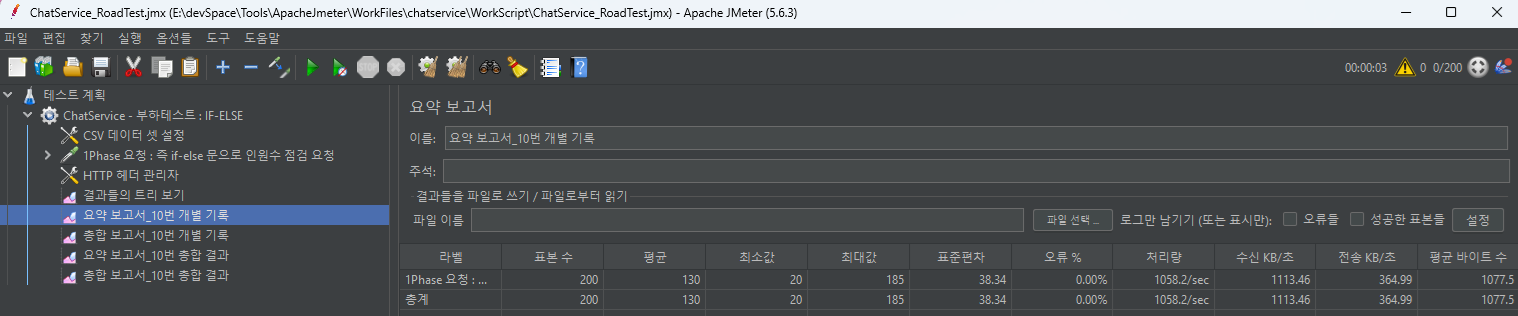 ChatService_RoadTest.jmx (E:\devSpace\Tools\ApacheJmeter\WorkFiles\chatservice\WorkScript\ChatService_RoadTest.jmx) - Apache JMeter (5.6.3)
파일 편집 찾기 실행 옵션들 도구 도움말
STOP 00:00:03 0 0/200
테스트 계획
ChatService - 부하테스트 : IF-ELSE
CSV 데이터 셋 설정
1Phase 요청 : 즉 if-else 문으로 인원수 점검 요청
HTTP 헤더 관리자
결과들의 트리 보기
요약 보고서_10번 개별 기록
총합 보고서_10번 개별 기록
요약 보고서_10번 총합 결과
총합 보고서_10번 총합 결과
요약 보고서
이름: 요약 보고서_10번 개별 기록
주석:
결과들을 파일로 쓰기 / 파일로부터 읽기
파일 이름 파일 선택 ... 로그만 남기기 (또는 표시만): 오류들 성공한 표본들 설정
라벨 표본 수 평균 최소값 최대값 표준편차 오류 % 처리량 수신 KB/초 전송 KB/초 평균 바이트 수
1Phase 요청 : ... 200 130 20 185 38.34 0.00% 1058.2/sec 1113.46 364.99 1077.5
총계 200 130 20 185 38.34 0.00% 1058.2/sec 1113.46 364.99 1077.5